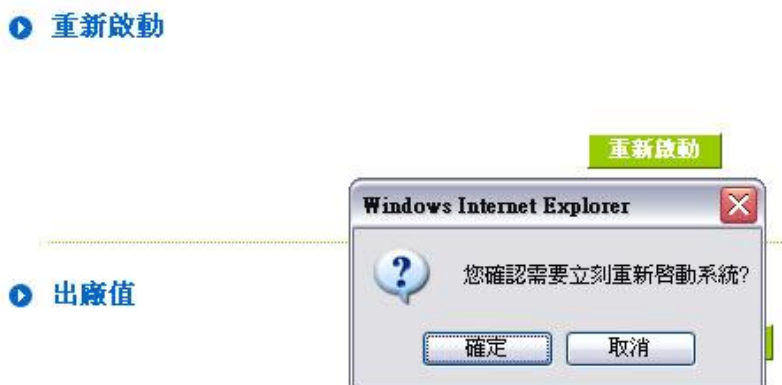 重新啟動
重新啟動
Windows Internet Explorer
您確認需要立刻重新啓動系統?
出廠值
確定
取消